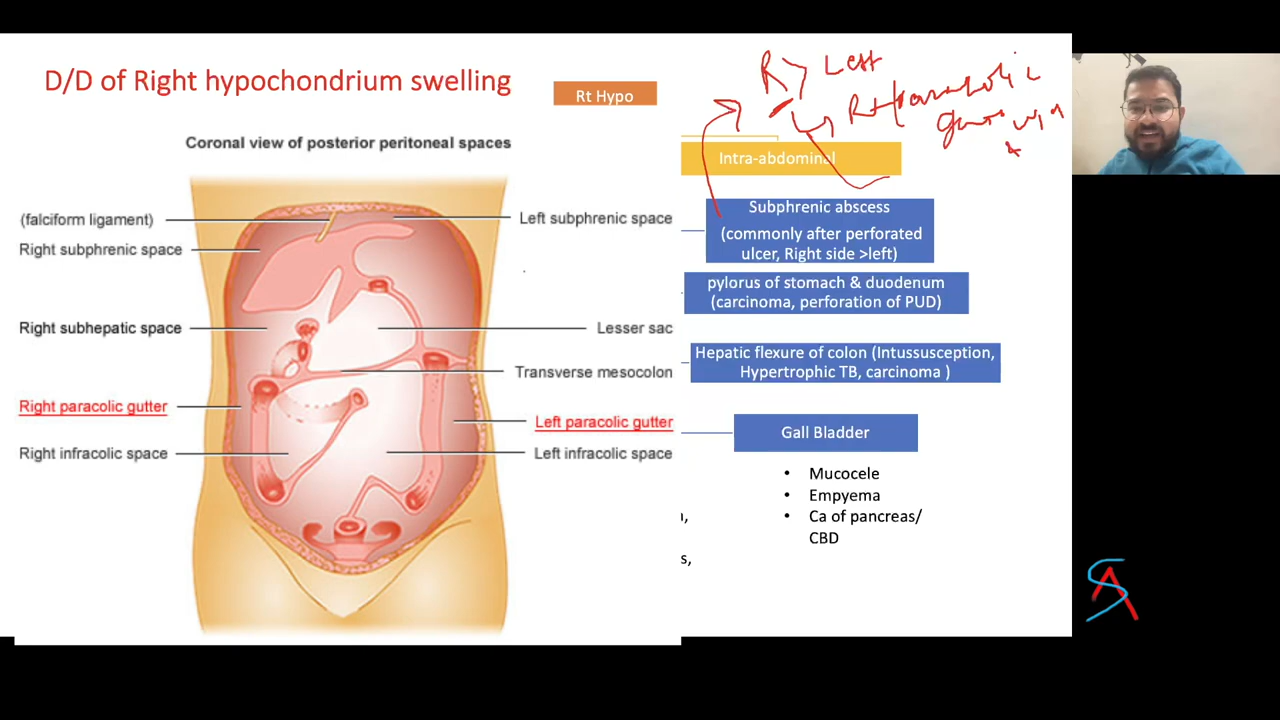 D/D of Right hypochondrium swelling
Rt Hypo
R > Left
Rt paracolic
Coronal view of posterior peritoneal spaces
(falciform ligament)
Right subphrenic space
Right subhepatic space
Right paracolic gutter
Right infracolic space
Left subphrenic space
Lesser sac
Transverse mesocolon
Left paracolic gutter
Left infracolic space
Intra-abdominal
Subphrenic abscess
(commonly after perforated
ulcer, Right side >left)
pylorus of stomach & duodenum
(carcinoma, perforation of PUD)
Hepatic flexure of colon (Intussusception,
Hypertrophic TB, carcinoma )
Gall Bladder
• Mucocele
• Empyema
• Ca of pancreas/
CBD
s,
SA